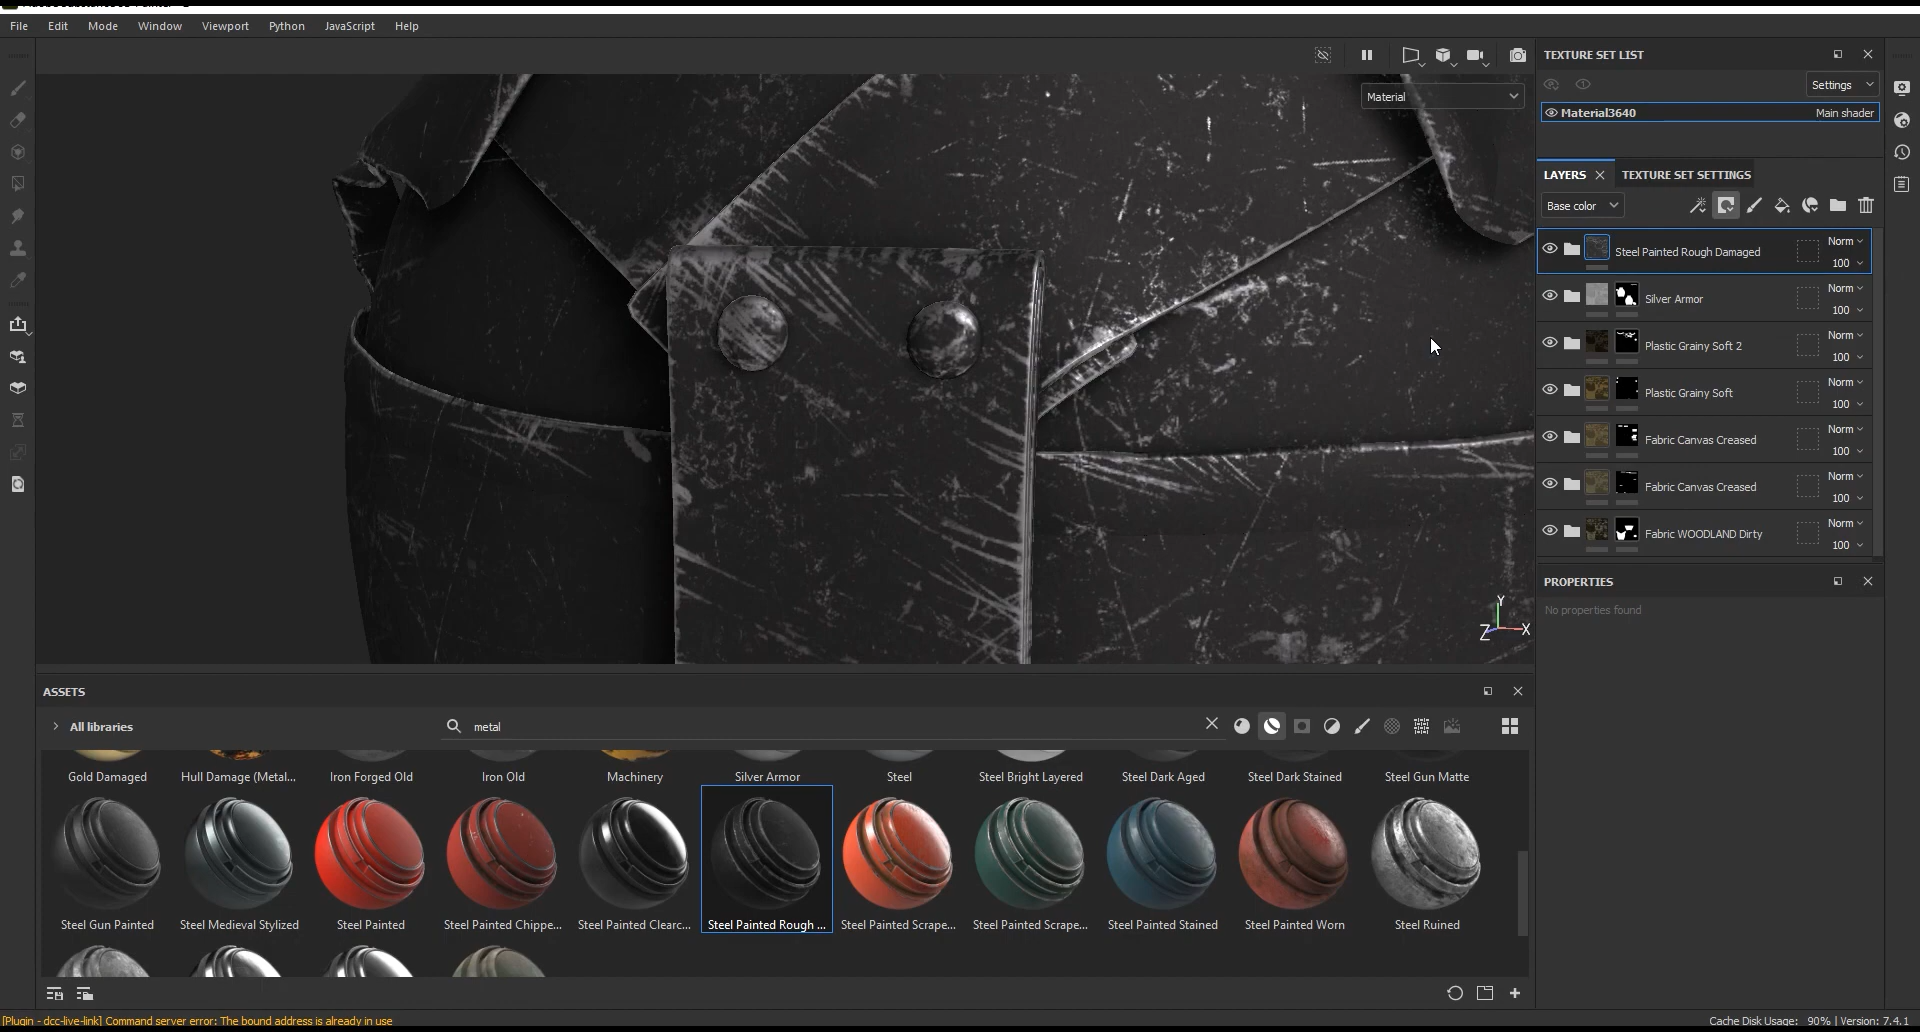 File Edit Mode Window Viewport Python JavaScript Help
Material
TEXTURE SET LIST
Settings
Material3640 Main shader
LAYERS TEXTURE SET SETTINGS
Base color
Steel Painted Rough Damaged Norm 100
Silver Armor Norm 100
Plastic Grainy Soft 2 Norm 100
Plastic Grainy Soft Norm 100
Fabric Canvas Creased Norm 100
Fabric Canvas Creased Norm 100
Fabric WOODLAND Dirty Norm 100
PROPERTIES
No properties found
Y
Z X
ASSETS
All libraries metal
Gold Damaged Hull Damage (Metal... Iron Forged Old Iron Old Machinery Silver Armor Steel Steel Bright Layered Steel Dark Aged Steel Dark Stained Steel Gun Matte
Steel Gun Painted Steel Medieval Stylized Steel Painted Steel Painted Chippe... Steel Painted Clearc... Steel Painted Rough ... Steel Painted Scrape... Steel Painted Scrape... Steel Painted Stained Steel Painted Worn Steel Ruined
[Plugin - dcc-live-link] Command server error: The bound address is already in use
Cache Disk Usage: 90% | Version: 7.4.1